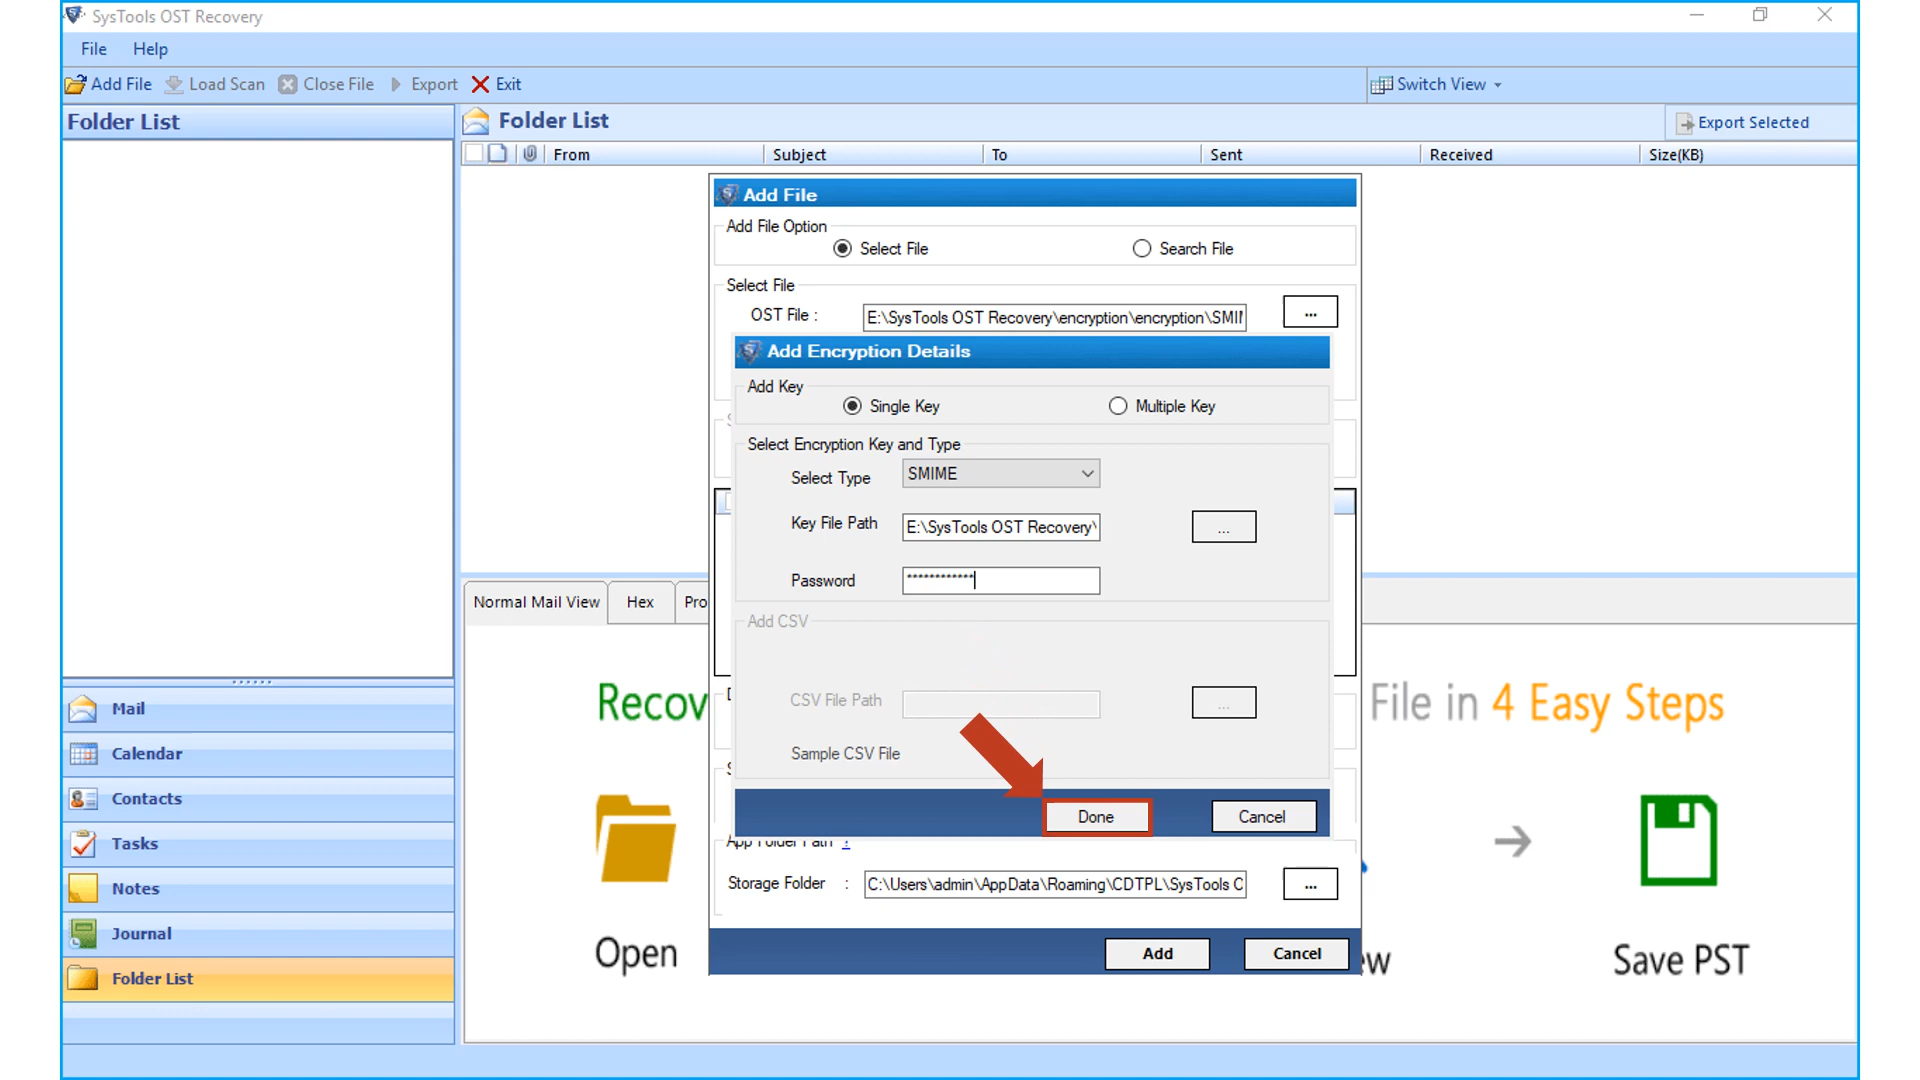 SysTools OST Recovery
File Help
Add File Load Scan Close File Export Exit Switch View
Folder List
Folder List
Export Selected
From Subject To Sent Received Size(KB)
Add File
Add File Option
Select File Search File
Select File
OST File : E:\SysTools OST Recovery\encryption\encryption\SMI ...
Add Encryption Details
Add Key
Single Key Multiple Key
Select Encryption Key and Type
Select Type SMIME
Key File Path E:\SysTools OST Recovery\ ...
Password ************
Add CSV
CSV File Path ...
Sample CSV File
Done Cancel
App Folder Path ?
Storage Folder : C:\Users\admin\AppData\Roaming\CDTPL\SysTools ...
Add Cancel
Normal Mail View Hex Pro
Recov File in 4 Easy Steps
Open Save PST
Mail
Calendar
Contacts
Tasks
Notes
Journal
Folder List